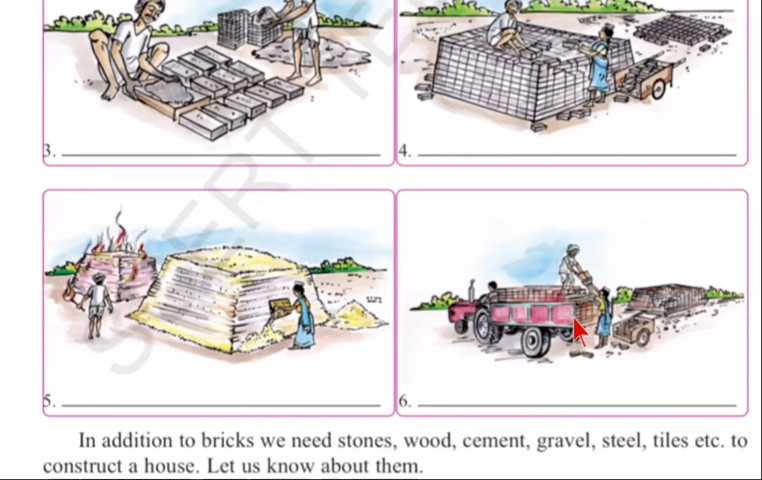 3.
4.
5.
6.
In addition to bricks we need stones, wood, cement, gravel, steel, tiles etc. to
construct a house. Let us know about them.